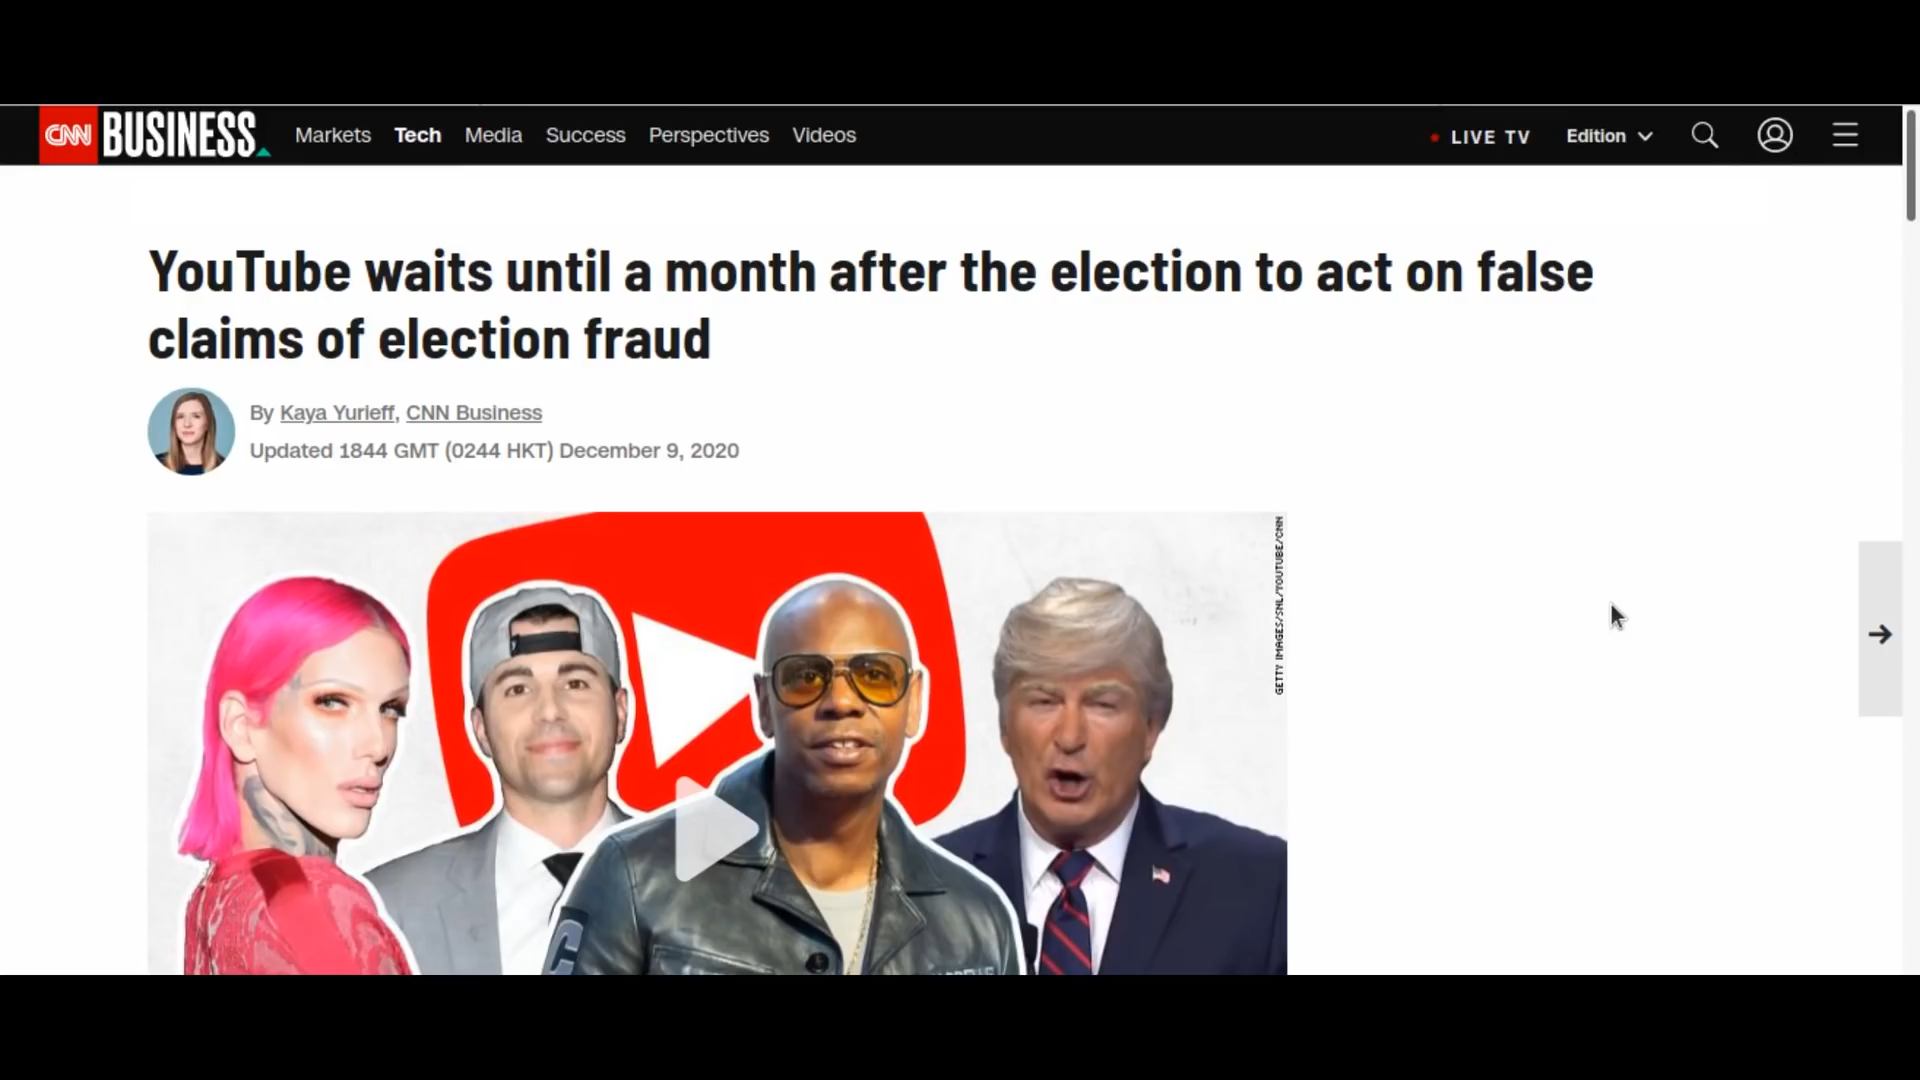 CNN BUSINESS Markets Tech Media Success Perspectives Videos LIVE TV Edition
YouTube waits until a month after the election to act on false
claims of election fraud
By Kaya Yurieff, CNN Business
Updated 1844 GMT (0244 HKT) December 9, 2020
GETTY IMAGES/SNL/YOUTUBE/CNN